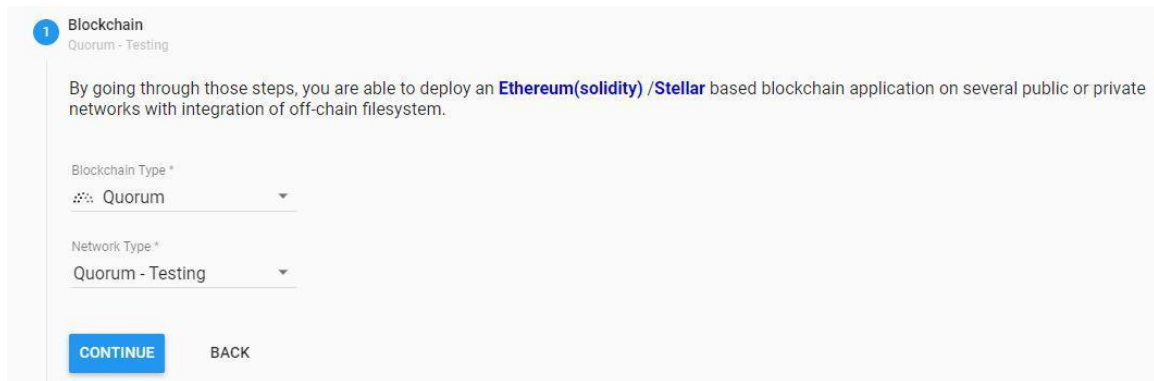 1
Blockchain
Quorum - Testing
By going through those steps, you are able to deploy an Ethereum(solidity) /Stellar based blockchain application on several public or private
networks with integration of off-chain filesystem.
Blockchain Type *
Quorum
Network Type *
Quorum - Testing
CONTINUE BACK